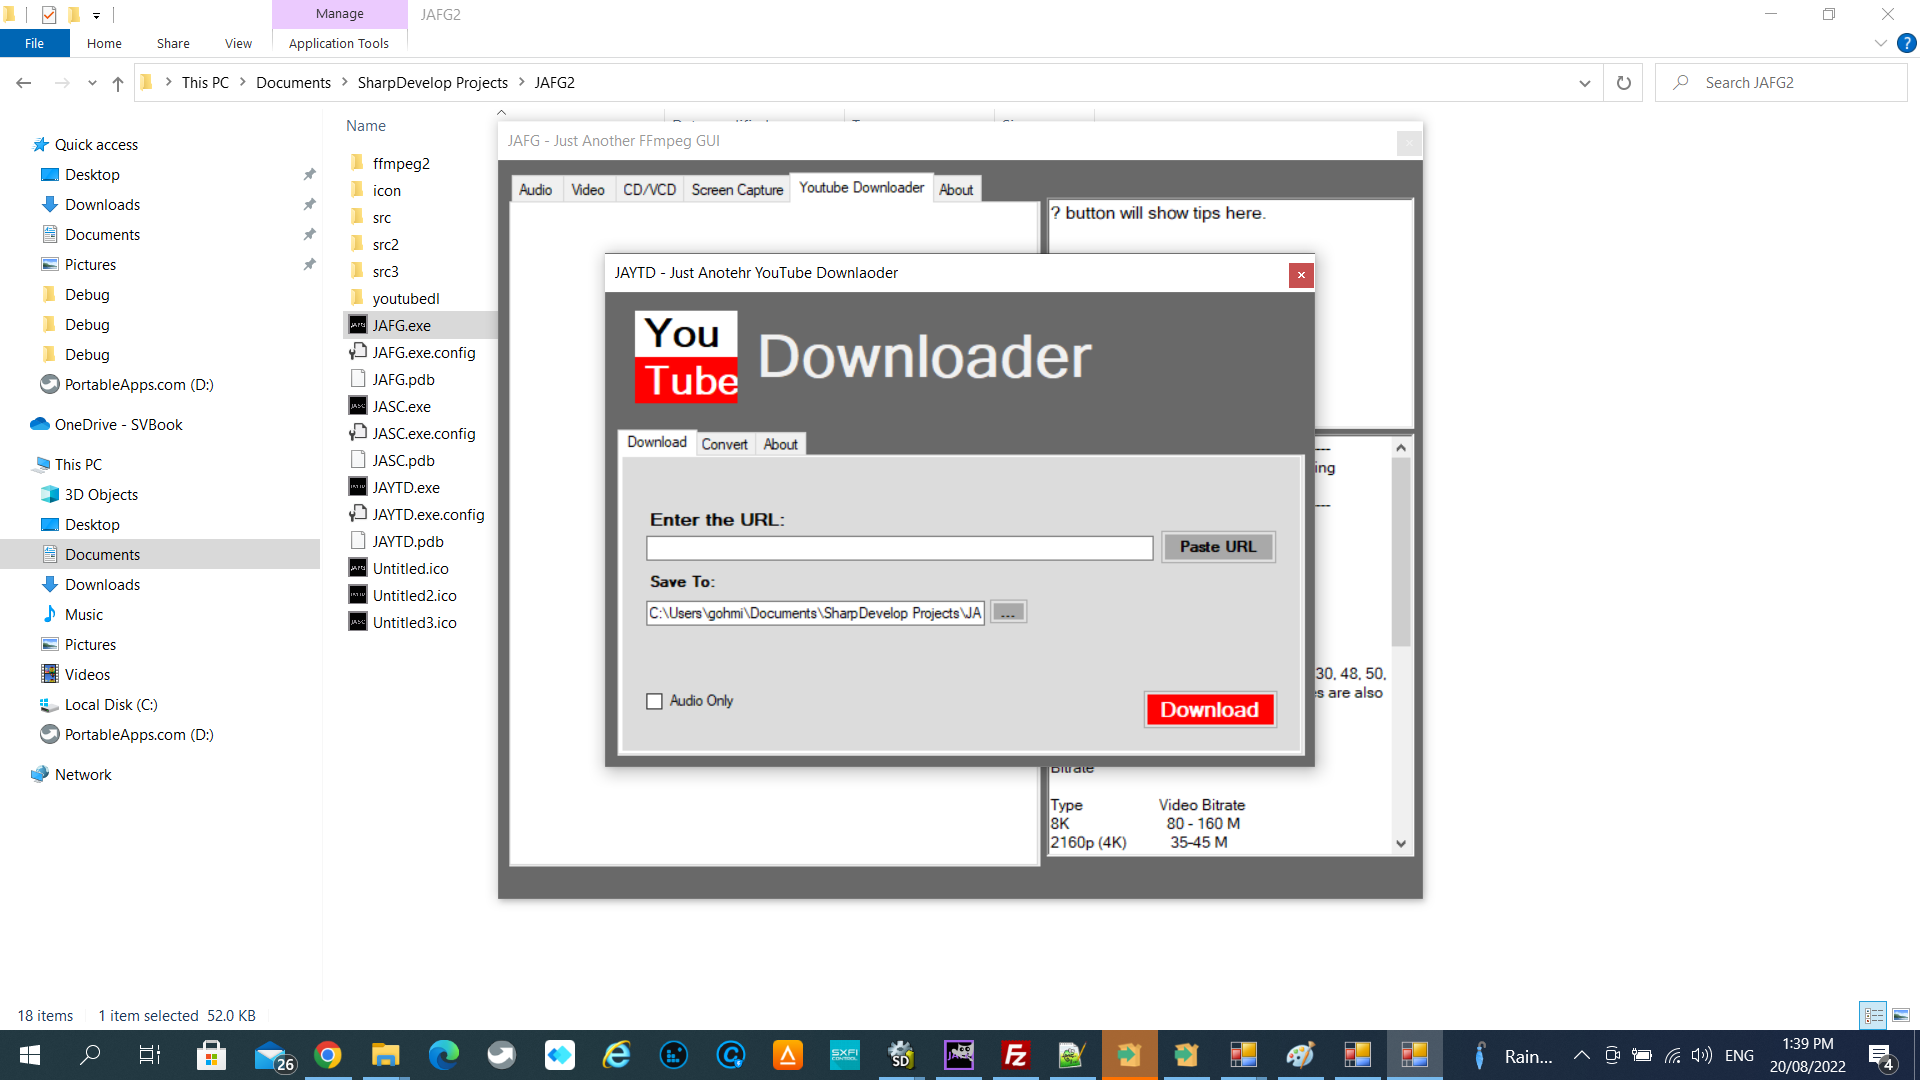 Manage
JAFG2
File
Home
Share
View
Application Tools
This PC
Documents
SharpDevelop Projects
JAFG2
Search JAFG2
Quick access
Desktop
Downloads
Documents
Pictures
Debug
Debug
Debug
PortableApps.com (D:)
OneDrive - SVBook
This PC
3D Objects
Desktop
Documents
Downloads
Music
Pictures
Videos
Local Disk (C:)
PortableApps.com (D:)
Network
Name
ffmpeg2
icon
src
src2
src3
youtubedl
JAFG.exe
JAFG.exe.config
JAFG.pdb
JASC.exe
JASC.exe.config
JASC.pdb
JAYTD.exe
JAYTD.exe.config
JAYTD.pdb
Untitled.ico
Untitled2.ico
Untitled3.ico
JAFG - Just Another FFmpeg GUI
Audio
Video
CD/VCD
Screen Capture
Youtube Downloader
About
? button will show tips here.
JAYTD - Just Anotehr YouTube Downlaoder
You
Tube
Downloader
Download
Convert
About
Enter the URL:
Paste URL
Save To:
C:\Users\gohmi\Documents\SharpDevelop Projects\JA
...
Audio Only
Download
----
ing
----
30, 48, 50,
s are also
Bitrate
Type Video Bitrate
8K 80 - 160 M
2160p (4K) 35-45 M
18 items
1 item selected 52.0 KB
26
SXFI
CONTROL
SD
Fz
Rain...
ENG
1:39 PM
20/08/2022
4